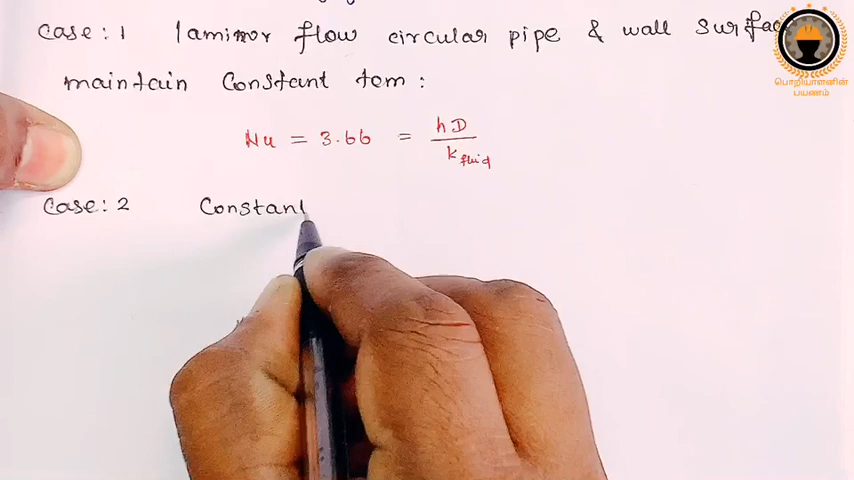 Case: 1 laminor flow circular pipe & wall surfac
maintain Constant tem :
Nu = 3.66 = hD / k fluid
Case: 2 Constant
பொறியாளனின்
பயணம்